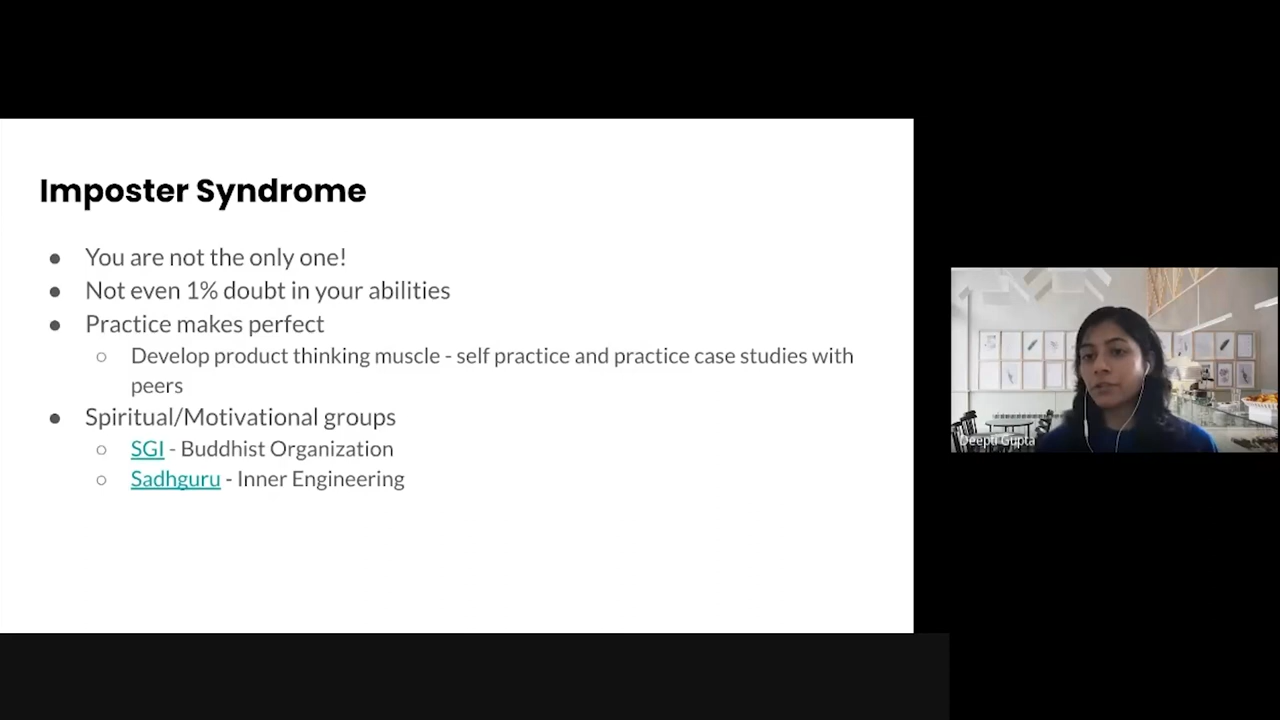 Imposter Syndrome
● You are not the only one!
● Not even 1% doubt in your abilities
● Practice makes perfect
○ Develop product thinking muscle - self practice and practice case studies with
peers
● Spiritual/Motivational groups
○ SGI - Buddhist Organization
○ Sadhguru - Inner Engineering
Deepti Gupta